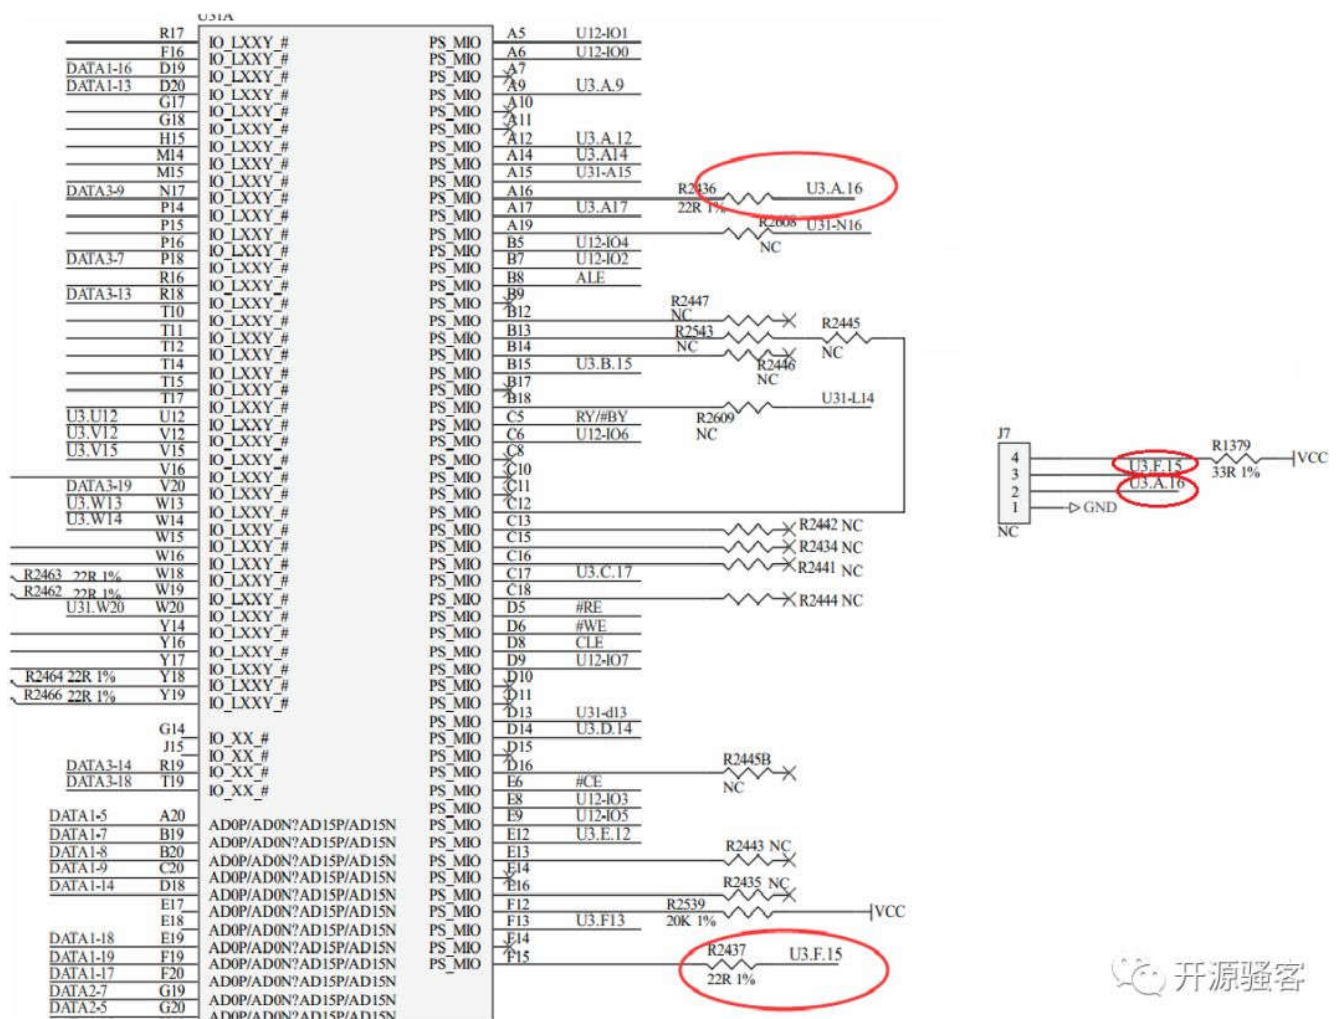 U31A
R17 IO_LXXY_# PS_MIO A5 U12-IO1
F16 IO_LXXY_# PS_MIO A6 U12-IO0
DATA1-16 D19 IO_LXXY_# PS_MIO A7
DATA1-13 D20 IO_LXXY_# PS_MIO A9 U3.A.9
G17 IO_LXXY_# PS_MIO A10
G18 IO_LXXY_# PS_MIO A11
H15 IO_LXXY_# PS_MIO A12 U3.A.12
M14 IO_LXXY_# PS_MIO A14 U3.A14
M15 IO_LXXY_# PS_MIO A15 U31-A15
DATA3-9 N17 IO_LXXY_# PS_MIO A16 R2436 22R 1% U3.A.16
P14 IO_LXXY_# PS_MIO A17 U3.A17
P15 IO_LXXY_# PS_MIO A19 R2608 NC U31-N16
P16 IO_LXXY_# PS_MIO B5 U12-IO4
DATA3-7 P18 IO_LXXY_# PS_MIO B7 U12-IO2
R16 IO_LXXY_# PS_MIO B8 ALE
DATA3-13 R18 IO_LXXY_# PS_MIO B9
T10 IO_LXXY_# PS_MIO B12 R2447 NC
T11 IO_LXXY_# PS_MIO B13 R2543 NC R2445 NC
T12 IO_LXXY_# PS_MIO B14 R2446 NC
T14 IO_LXXY_# PS_MIO B15 U3.B.15
T15 IO_LXXY_# PS_MIO B17
T17 IO_LXXY_# PS_MIO B18 R2609 NC U31-L14
U3.U12 U12 IO_LXXY_# PS_MIO C5 RY/#BY
U3.V12 V12 IO_LXXY_# PS_MIO C6 U12-IO6
U3.V15 V15 IO_LXXY_# PS_MIO C8
V16 IO_LXXY_# PS_MIO C10
DATA3-19 V20 IO_LXXY_# PS_MIO C11
U3.W13 W13 IO_LXXY_# PS_MIO C12
U3.W14 W14 IO_LXXY_# PS_MIO C13 R2442 NC
W15 IO_LXXY_# PS_MIO C15 R2434 NC
W16 IO_LXXY_# PS_MIO C16 R2441 NC
R2463 22R 1% W18 IO_LXXY_# PS_MIO C17 U3.C.17
R2462 22R 1% W19 IO_LXXY_# PS_MIO C18 R2444 NC
U31.W20 W20 IO_LXXY_# PS_MIO D5 #RE
Y14 IO_LXXY_# PS_MIO D6 #WE
Y16 IO_LXXY_# PS_MIO D8 CLE
Y17 IO_LXXY_# PS_MIO D9 U12-IO7
R2464 22R 1% Y18 IO_LXXY_# PS_MIO D10
R2466 22R 1% Y19 IO_LXXY_# PS_MIO D11
PS_MIO D13 U31-d13
G14 IO_XX_# PS_MIO D14 U3.D.14
J15 IO_XX_# PS_MIO D15
DATA3-14 R19 IO_XX_# PS_MIO D16 R2445B NC
DATA3-18 T19 IO_XX_# PS_MIO E6 #CE
PS_MIO E8 U12-IO3
DATA1-5 A20 AD0P/AD0N?AD15P/AD15N PS_MIO E9 U12-IO5
DATA1-7 B19 AD0P/AD0N?AD15P/AD15N PS_MIO E12 U3.E.12
DATA1-8 B20 AD0P/AD0N?AD15P/AD15N PS_MIO E13 R2443 NC
DATA1-9 C20 AD0P/AD0N?AD15P/AD15N PS_MIO E14
DATA1-14 D18 AD0P/AD0N?AD15P/AD15N PS_MIO E16 R2435 NC
E17 AD0P/AD0N?AD15P/AD15N PS_MIO F12 R2539 20K 1% VCC
E18 AD0P/AD0N?AD15P/AD15N PS_MIO F13 U3.F13
DATA1-18 E19 AD0P/AD0N?AD15P/AD15N PS_MIO F14
DATA1-19 F19 AD0P/AD0N?AD15P/AD15N PS_MIO F15 R2437 22R 1% U3.F.15
DATA1-17 F20 AD0P/AD0N?AD15P/AD15N
DATA2-7 G19 AD0P/AD0N?AD15P/AD15N
DATA2-5 G20 AD0P/AD0N?AD15P/AD15N
J7
4 R1379 33R 1% VCC
3 U3.F.15
2 U3.A.16
1 GND
NC
开源骚客